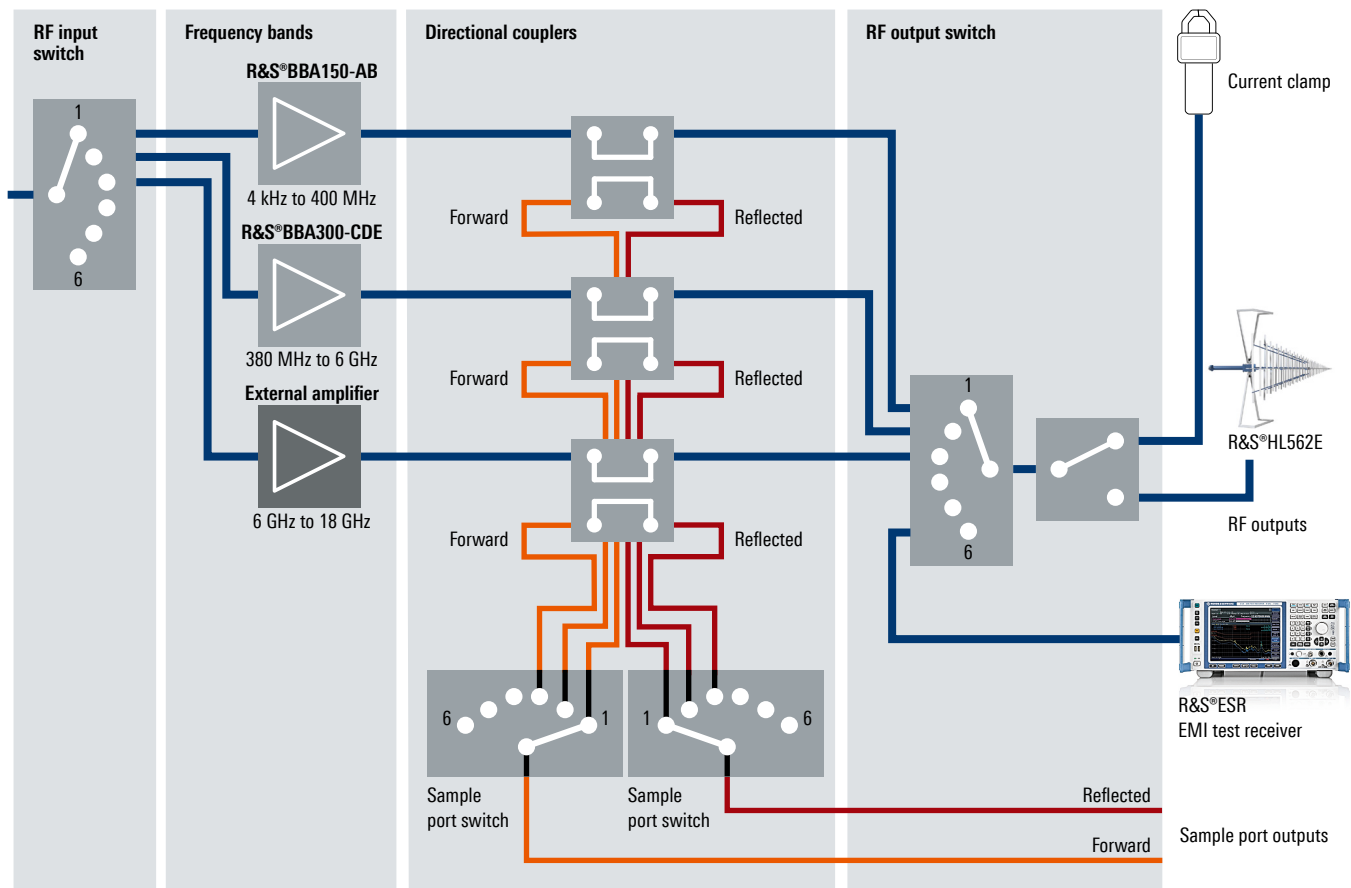 RF input
switch
Frequency bands
Directional couplers
RF output switch
R&S®BBA150-AB
1
4 kHz to 400 MHz
6
Forward
Reflected
Current clamp
R&S®BBA300-CDE
380 MHz to 6 GHz
Forward
Reflected
External amplifier
6 GHz to 18 GHz
Forward
Reflected
1
6
R&S®HL562E
RF outputs
R&S®ESR
EMI test receiver
6
1
1
6
Sample
port switch
Sample
port switch
Reflected
Forward
Sample port outputs